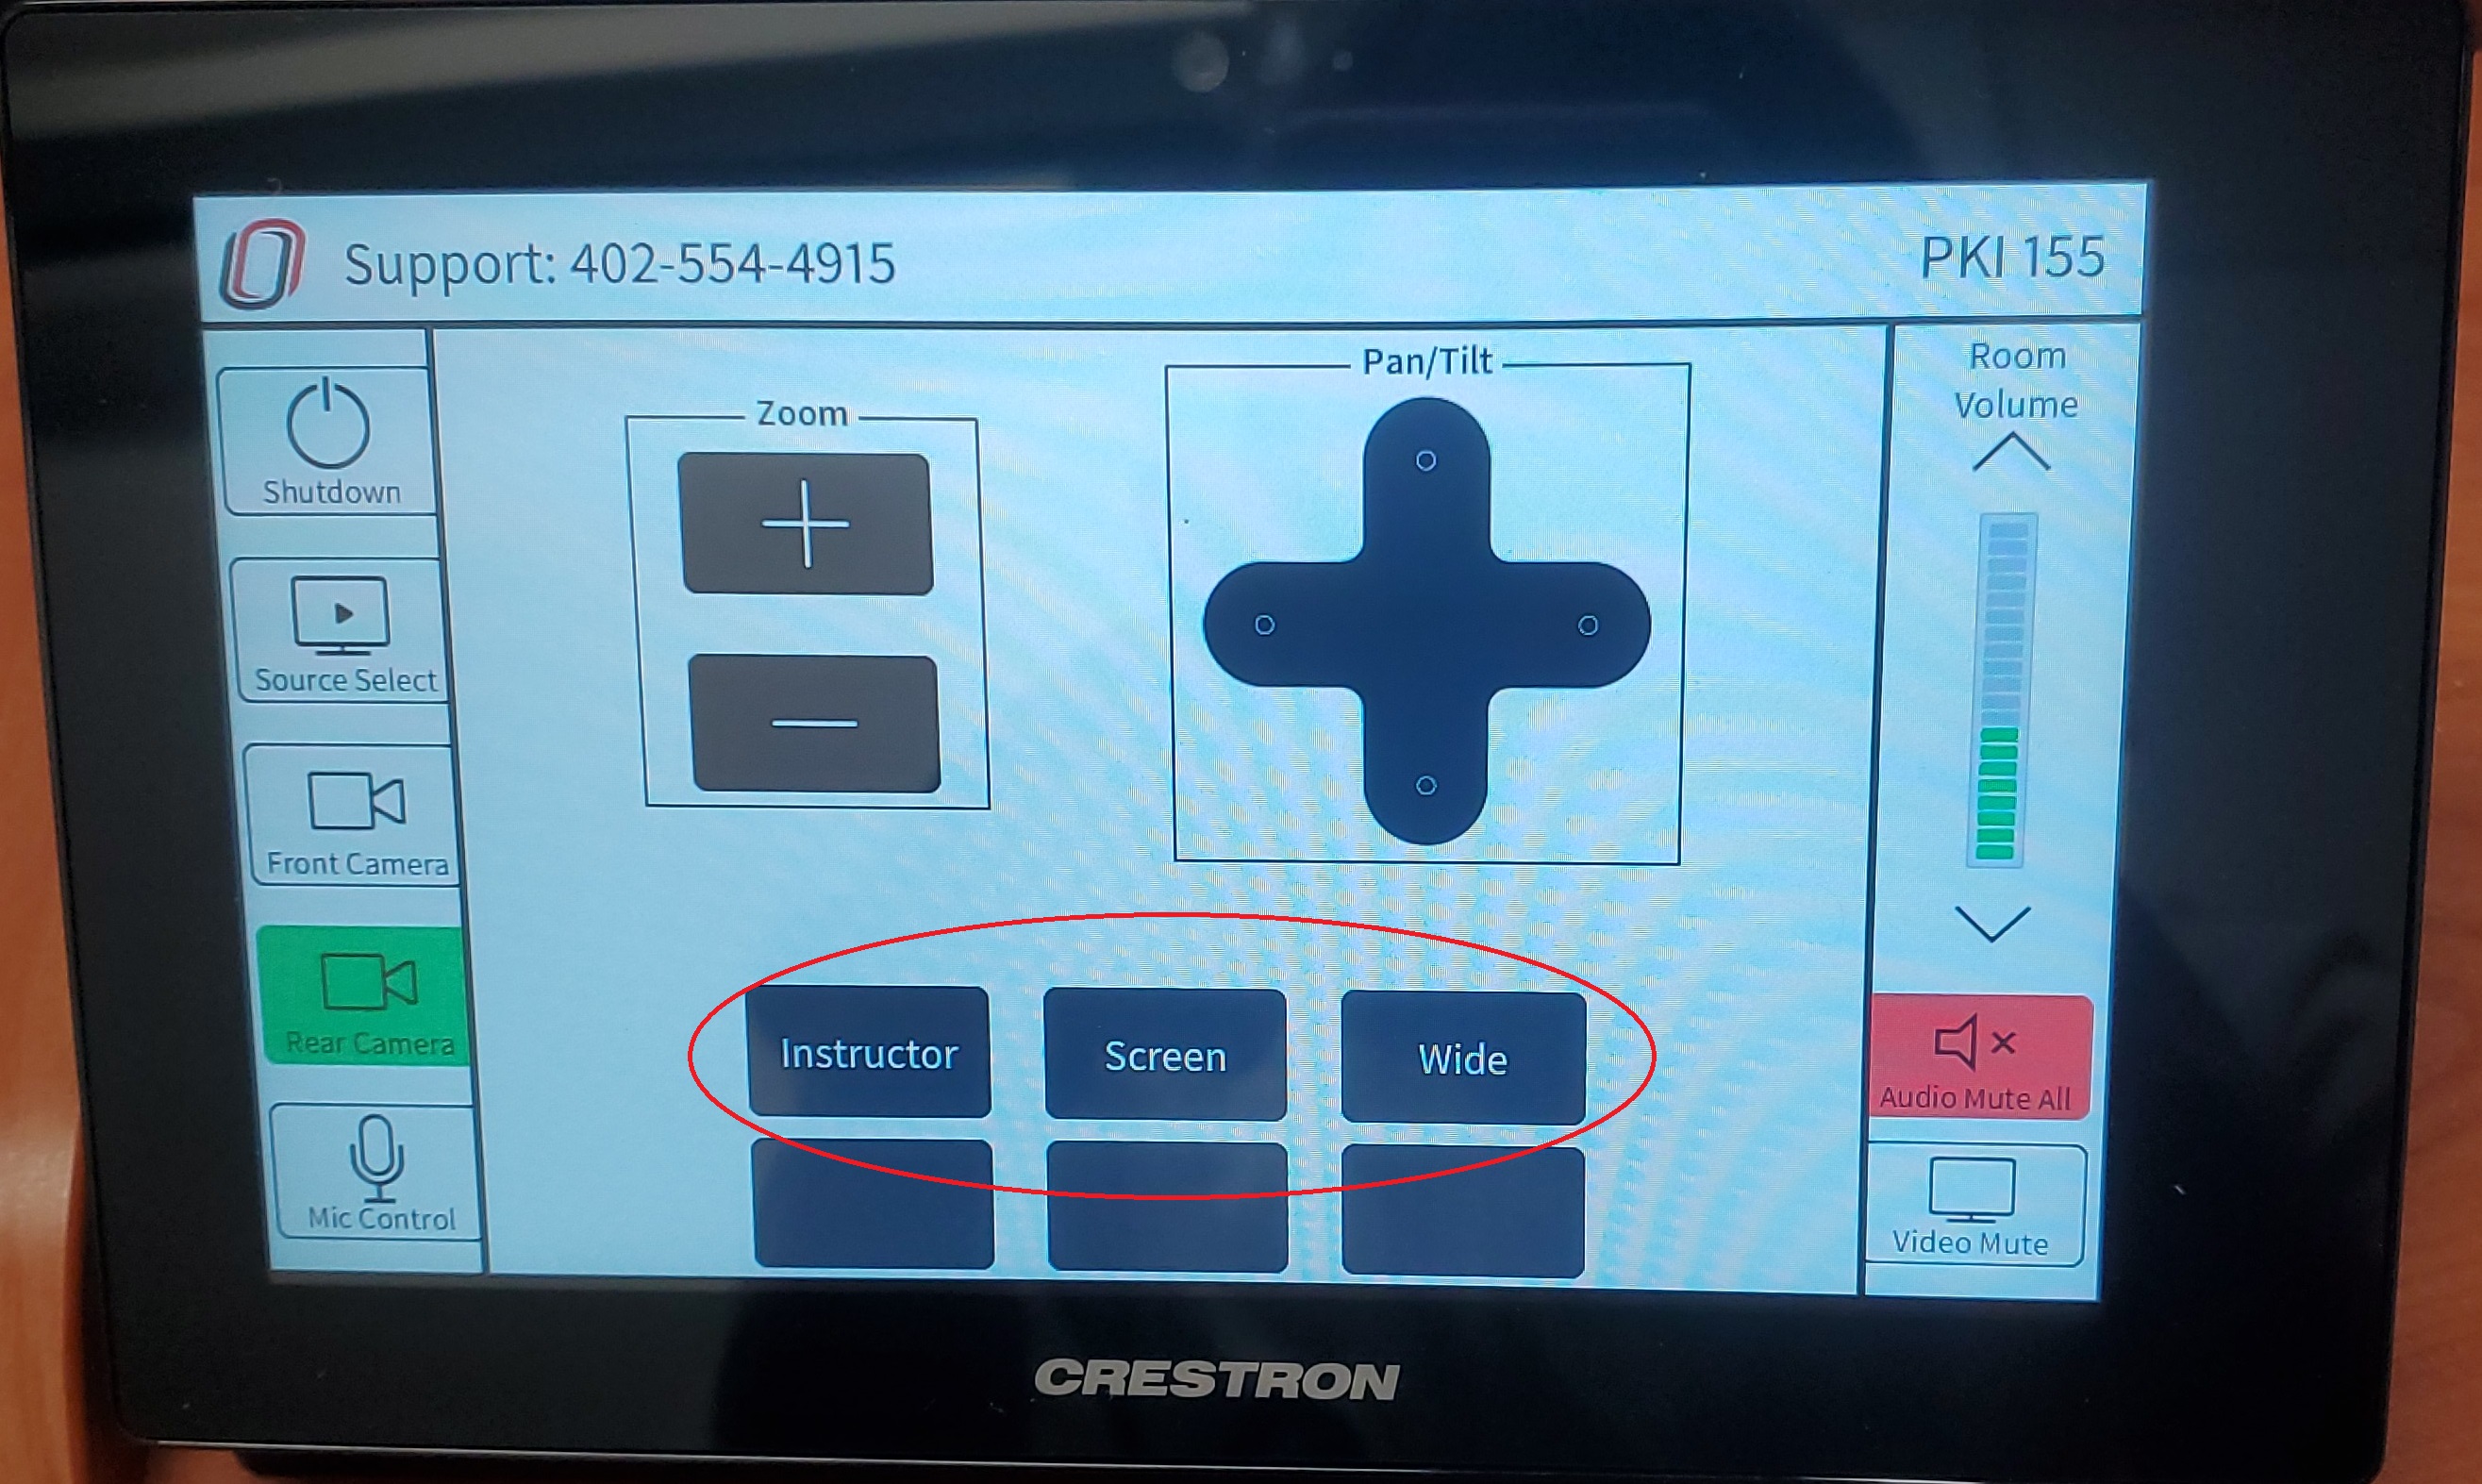 Support: 402-554-4915
PKI 155
Shutdown
Source Select
Front Camera
Rear Camera
Mic Control
Zoom
Pan/Tilt
Instructor
Screen
Wide
Room
Volume
Audio Mute All
Video Mute
CRESTRON